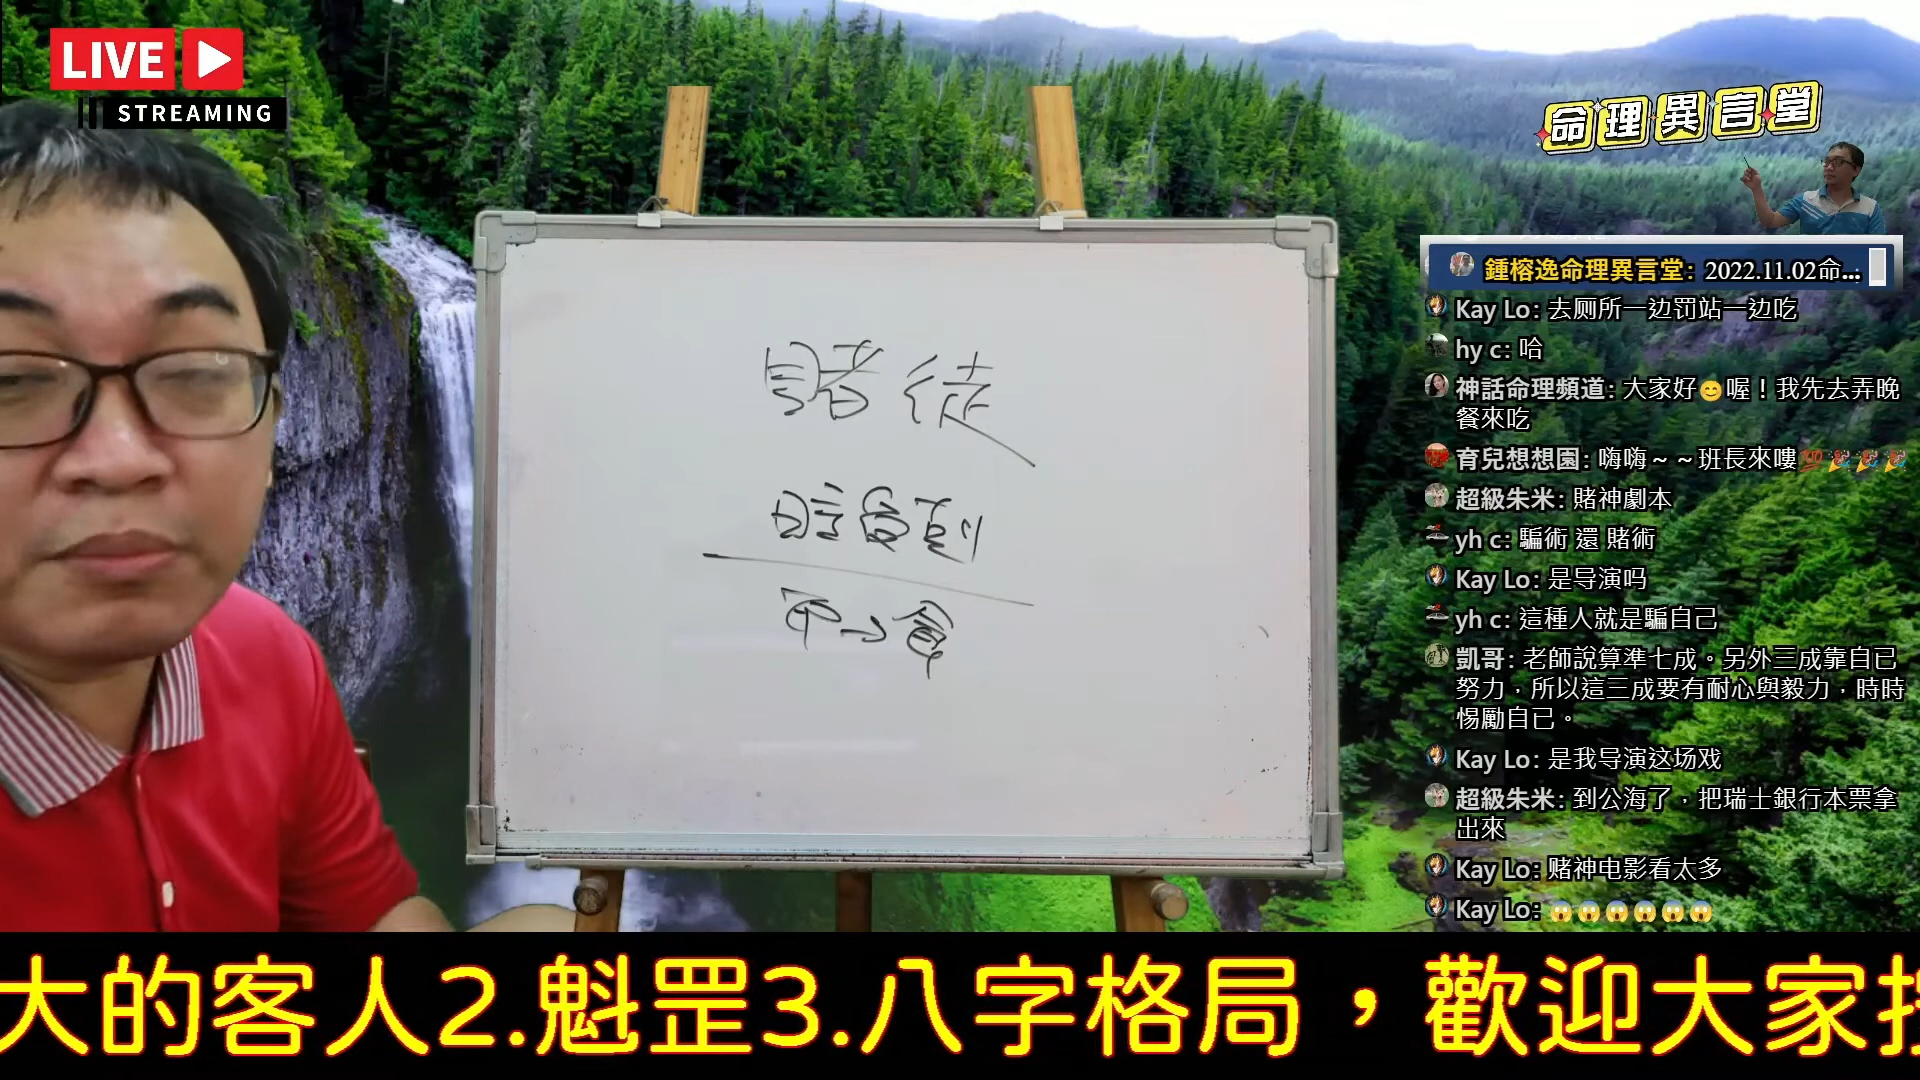 LIVE
STREAMING
命理異言堂
賭徒
鍾榕逸命理異言堂: 2022.11.02命...
Kay Lo: 去厕所一边罚站一边吃
hy c: 哈
神話命理頻道: 大家好😊喔！我先去弄晚
餐來吃
育兒想想園: 嗨嗨～～班長來嘍💯🎉🎉🎉
超級朱米: 賭神劇本
yh c: 騙術 還 賭術
Kay Lo: 是导演吗
yh c: 這種人就是騙自己
凱哥: 老師說算準七成。另外三成靠自已
努力，所以這三成要有耐心與毅力，時時
惕勵自已。
Kay Lo: 是我导演这场戏
超級朱米: 到公海了，把瑞士銀行本票拿
出來
Kay Lo: 赌神电影看太多
Kay Lo: 😱😱😱😱😱😱
大的客人2.魁罡3.八字格局，歡迎大家